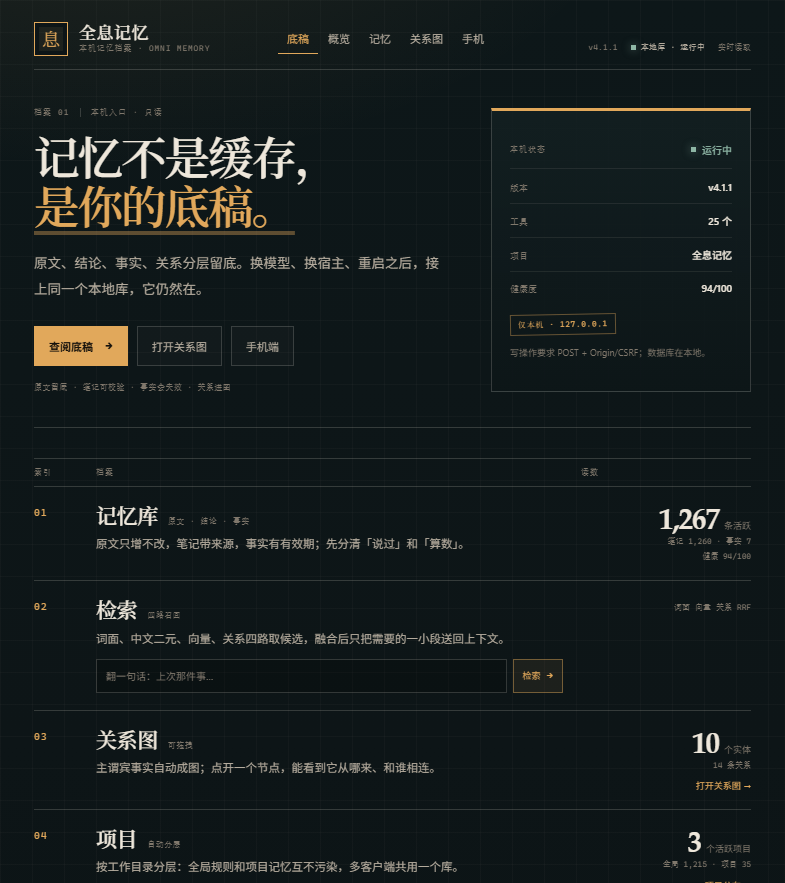 息
全息记忆
本机记忆档案 · OMNI MEMORY
底稿 概览 记忆 关系图 手机
v4.1.1 本地库 · 运行中 实时读取
档案 01 | 本机入口 · 只读
记忆不是缓存，
是你的底稿。
原文、结论、事实、关系分层留底。换模型、换宿主、重启之后，接
上同一个本地库，它仍然在。
查阅底稿 →
打开关系图
手机端
原文留底 · 笔记可校验 · 事实会失效 · 关系连图
本机状态 运行中
版本 v4.1.1
工具 25 个
项目 全息记忆
健康度 94/100
仅本机 · 127.0.0.1
写操作要求 POST + Origin/CSRF；数据库在本地。
索引 档案 读数
01
记忆库 原文 · 结论 · 事实
原文只增不改，笔记带来源，事实有有效期；先分清「说过」和「算数」。
1,267 条活跃
笔记 1,260 · 事实 7
健康 94/100
02
检索 四路召回
词面 向量 关系 RRF
词面、中文二元、向量、关系四路取候选，融合后只把需要的一小段送回上下文。
翻一句话：上次那件事…
检索 →
03
关系图 可拖拽
主谓宾事实自动成图；点开一个节点，能看到它从哪来、和谁相连。
10 个实体
14 条关系
打开关系图 →
04
项目 自动分层
按工作目录分层：全局规则和项目记忆互不污染，多客户端共用一个库。
3 个活跃项目
全局 1,215 · 项目 35